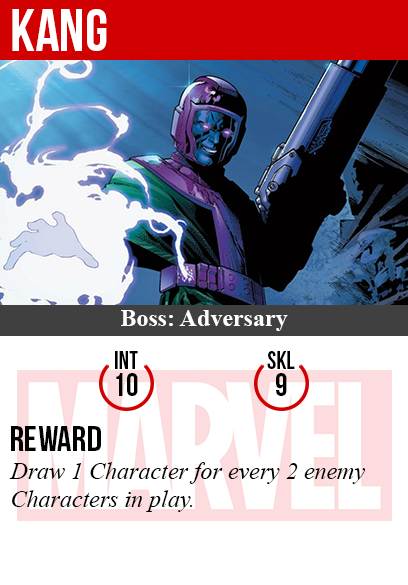 KANG
Boss: Adversary
INT SKL
10 9
MARVEL
REWARD
Draw 1 Character for every 2 enemy
Characters in play.